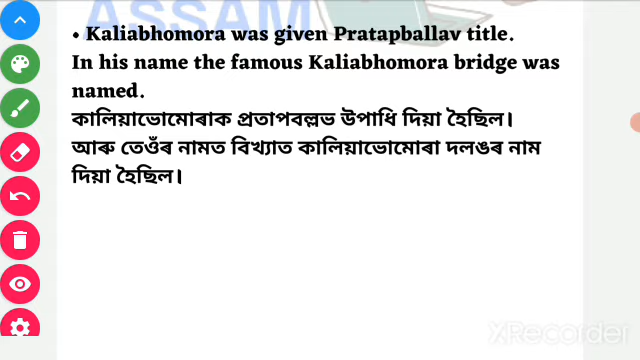 ASSAM
• Kaliabhomora was given Pratapballav title.
In his name the famous Kaliabhomora bridge was
named.
কালিয়াভোমোৰাক প্ৰতাপবল্লভ উপাধি দিয়া হৈছিল।
আৰু তেওঁৰ নামত বিখ্যাত কালিয়াভোমোৰা দলঙৰ নাম
দিয়া হৈছিল।
XRecorder